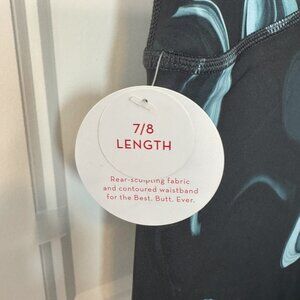 7/8
LENGTH
Rear-sculpting fabric
and contoured waistband
for the Best. Butt. Ever.